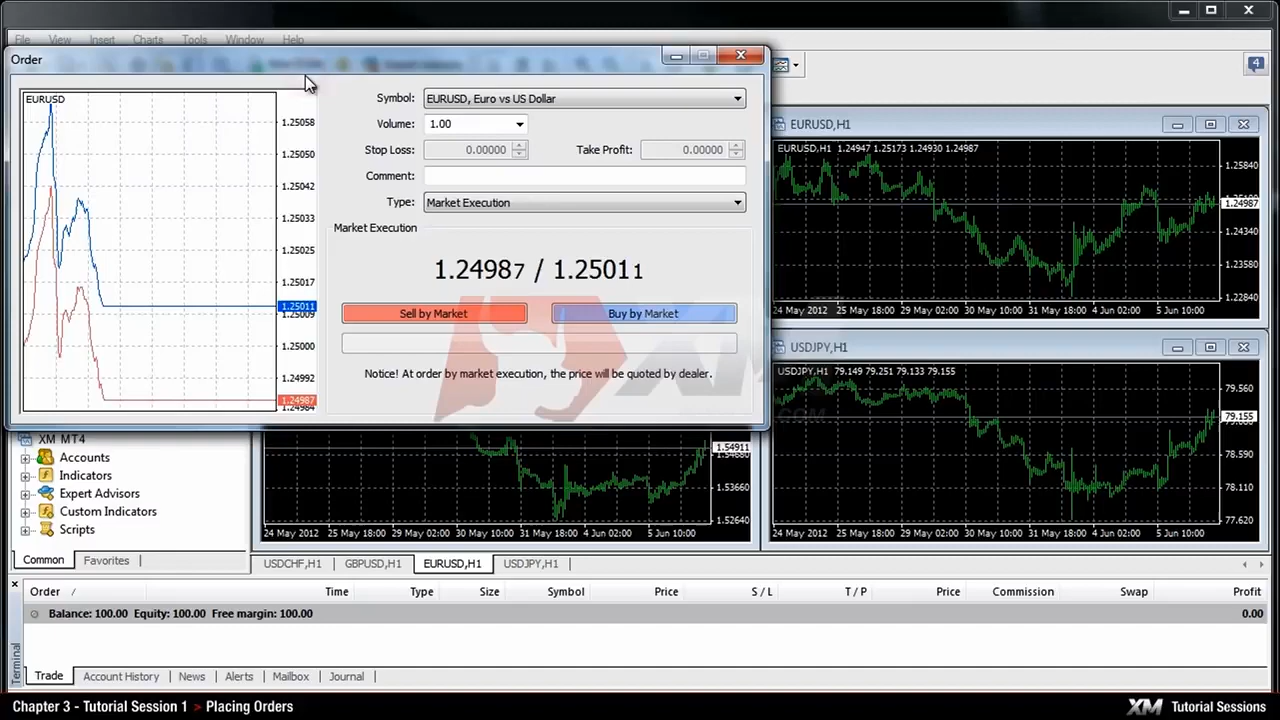 File View Insert Charts Tools Window Help
4
Order
EURUSD
1.25058
1.25050
1.25042
1.25033
1.25025
1.25017
1.25011
1.25009
1.25000
1.24992
1.24987
1.24984
Symbol: EURUSD, Euro vs US Dollar
Volume: 1.00
Stop Loss: 0.00000 Take Profit: 0.00000
Comment:
Type: Market Execution
Market Execution
1.24987 / 1.25011
Sell by Market Buy by Market
Notice! At order by market execution, the price will be quoted by dealer.
XM
.COM
EURUSD,H1
EURUSD,H1 1.24947 1.25173 1.24930 1.24987
1.25840
1.24987
1.24340
1.23580
1.22840
24 May 2012 25 May 18:00 29 May 02:00 30 May 10:00 31 May 18:00 4 Jun 02:00 5 Jun 10:00
USDJPY,H1
USDJPY,H1 79.149 79.251 79.133 79.155
79.560
79.155
78.590
78.110
77.620
24 May 2012 25 May 18:00 29 May 02:00 30 May 10:00 31 May 18:00 4 Jun 02:00 5 Jun 10:00
1.54911
1.54680
1.53660
1.52640
24 May 2012 25 May 18:00 29 May 02:00 30 May 10:00 31 May 18:00 4 Jun 02:00 5 Jun 10:00
XM MT4
Accounts
Indicators
Expert Advisors
Custom Indicators
Scripts
Common Favorites
USDCHF,H1 GBPUSD,H1 EURUSD,H1 USDJPY,H1
Order / Time Type Size Symbol Price S / L T / P Price Commission Swap Profit
Balance: 100.00 Equity: 100.00 Free margin: 100.00 0.00
Terminal
Trade Account History News Alerts Mailbox Journal
Chapter 3 - Tutorial Session 1 > Placing Orders XM Tutorial Sessions